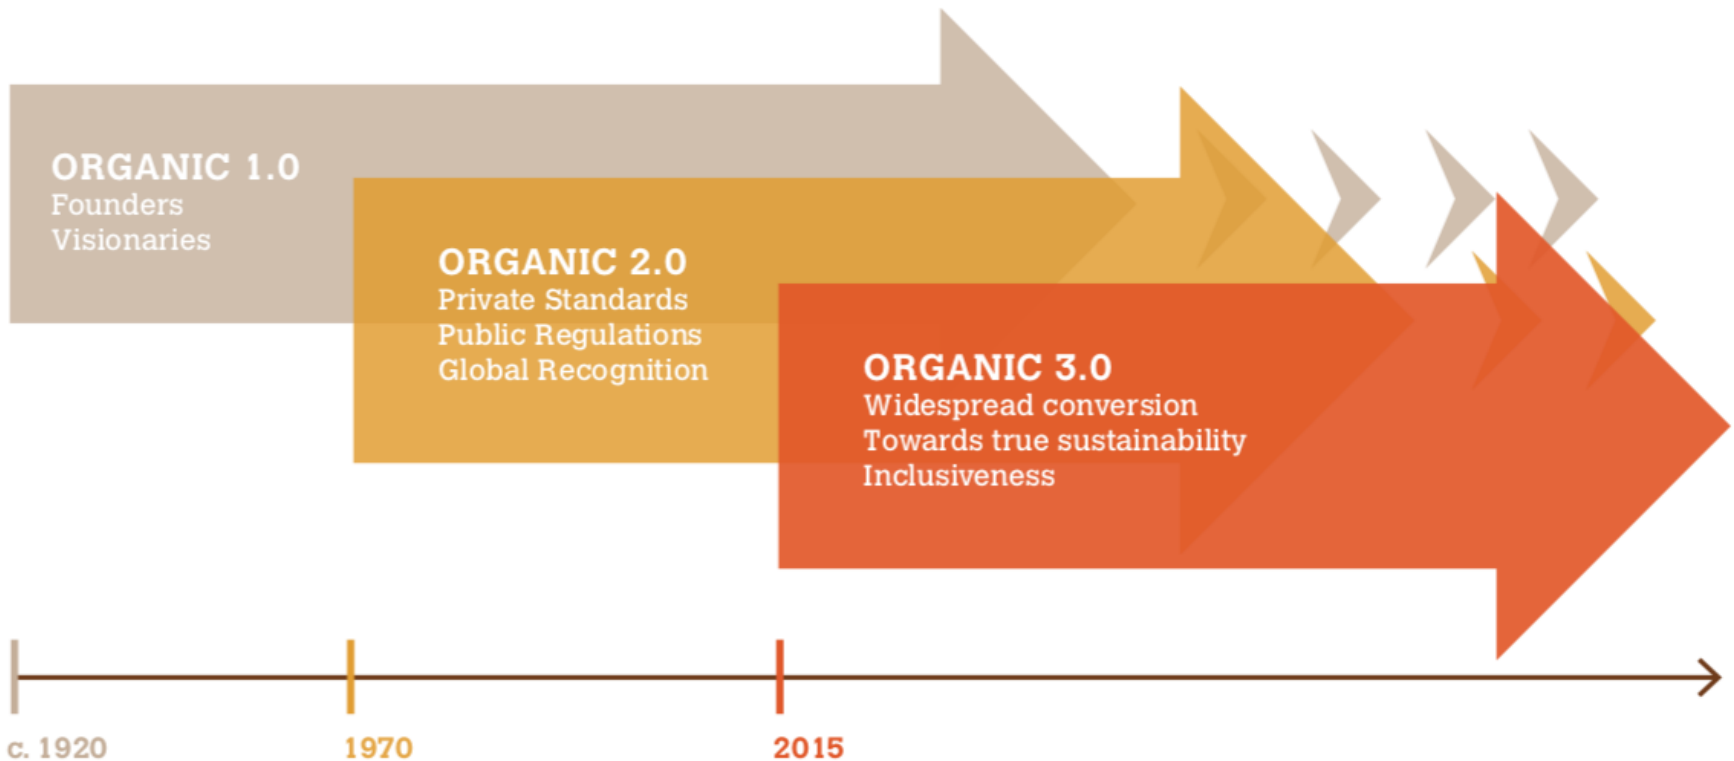 ORGANIC 1.0
Founders
Visionaries
ORGANIC 2.0
Private Standards
Public Regulations
Global Recognition
ORGANIC 3.0
Widespread conversion
Towards true sustainability
Inclusiveness
c. 1920
1970
2015